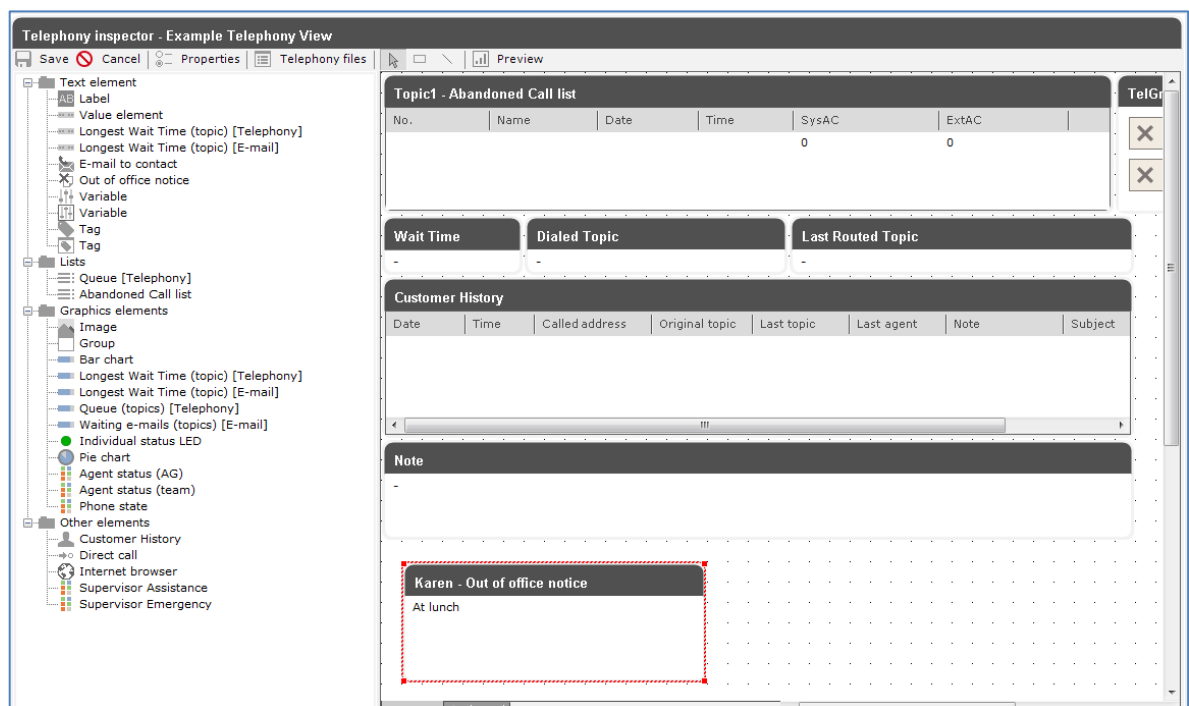 Telephony inspector - Example Telephony View
Save Cancel Properties Telephony files Preview
Text element
AB Label
Value element
Longest Wait Time (topic) [Telephony]
Longest Wait Time (topic) [E-mail]
E-mail to contact
Out of office notice
Variable
Variable
Tag
Tag
Lists
Queue [Telephony]
Abandoned Call list
Graphics elements
Image
Group
Bar chart
Longest Wait Time (topic) [Telephony]
Longest Wait Time (topic) [E-mail]
Queue (topics) [Telephony]
Waiting e-mails (topics) [E-mail]
Individual status LED
Pie chart
Agent status (AG)
Agent status (team)
Phone state
Other elements
Customer History
Direct call
Internet browser
Supervisor Assistance
Supervisor Emergency
Topic1 - Abandoned Call list
No. Name Date Time SysAC ExtAC
0 0
TelGr
Wait Time Dialed Topic Last Routed Topic
- - -
Customer History
Date Time Called address Original topic Last topic Last agent Note Subject
Note
-
Karen - Out of office notice
At lunch